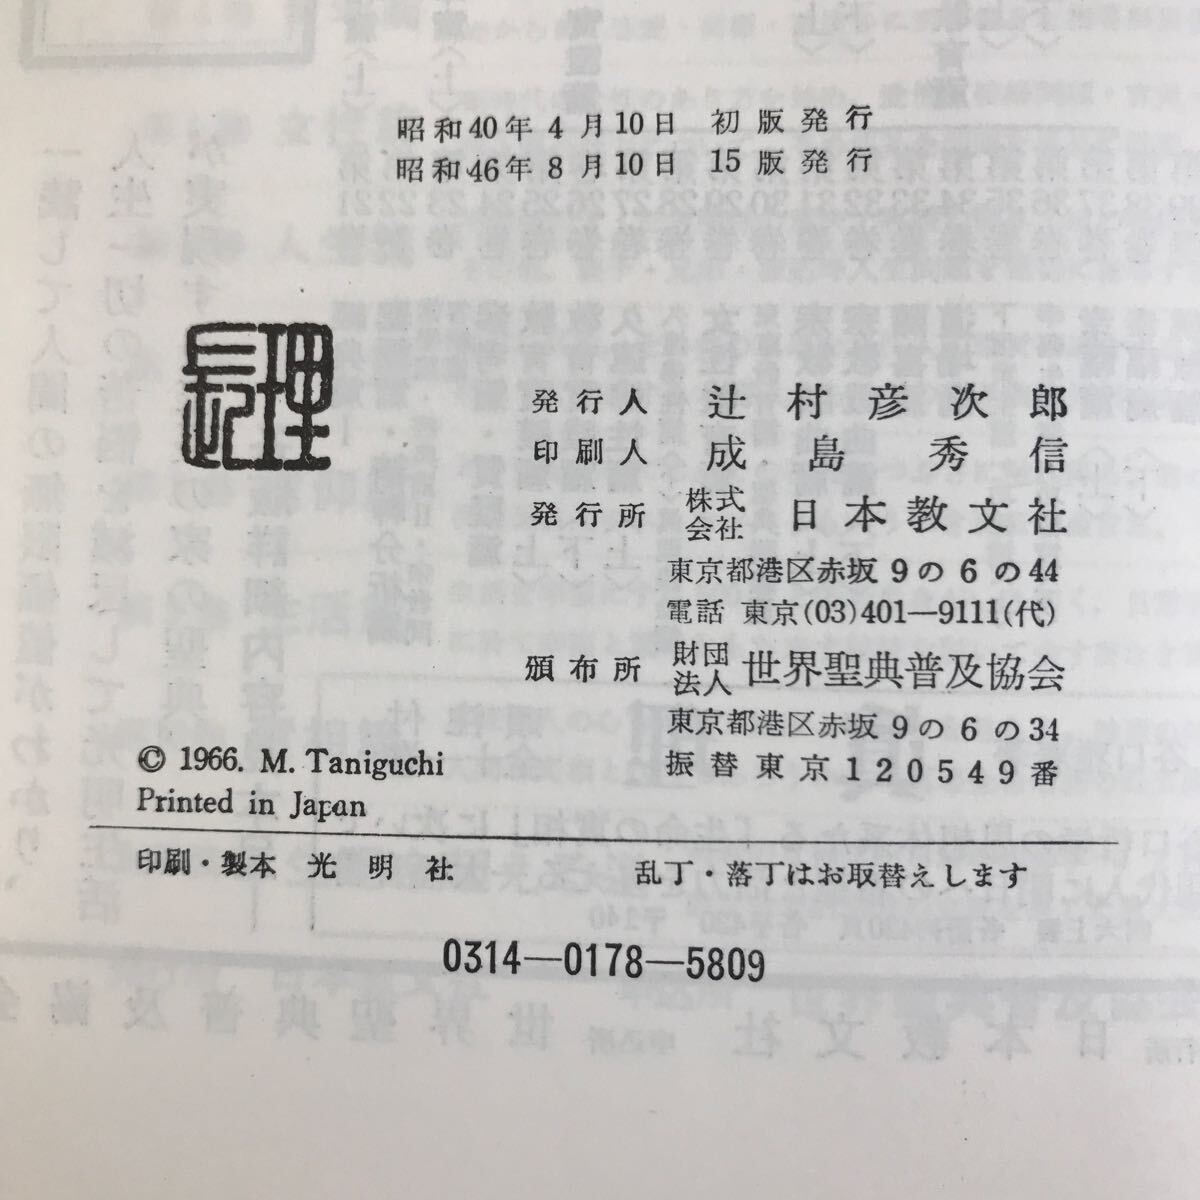 昭和40年4月10日 初版発行
昭和46年8月10日 15版発行
理長
発行人 辻村彦次郎
印刷人 成島秀信
発行所 株式会社 日本教文社
東京都港区赤坂9の6の44
電話 東京(03)401—9111(代)
頒布所 財団法人 世界聖典普及協会
東京都港区赤坂9の6の34
振替東京120549番
© 1966. M. Taniguchi
Printed in Japan
印刷・製本 光明社 乱丁・落丁はお取替えします
0314—0178—5809